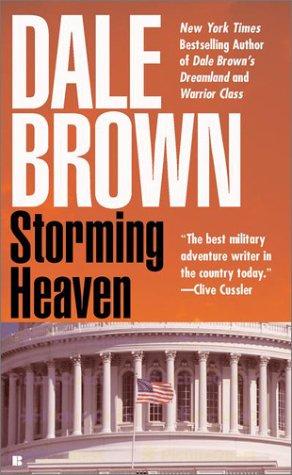 DALE
BROWN
New York Times
Bestselling Author
of Dale Brown's
Dreamland and
Warrior Class
Storming
Heaven
"The best military
adventure writer in
the country today."
—Clive Cussler
B